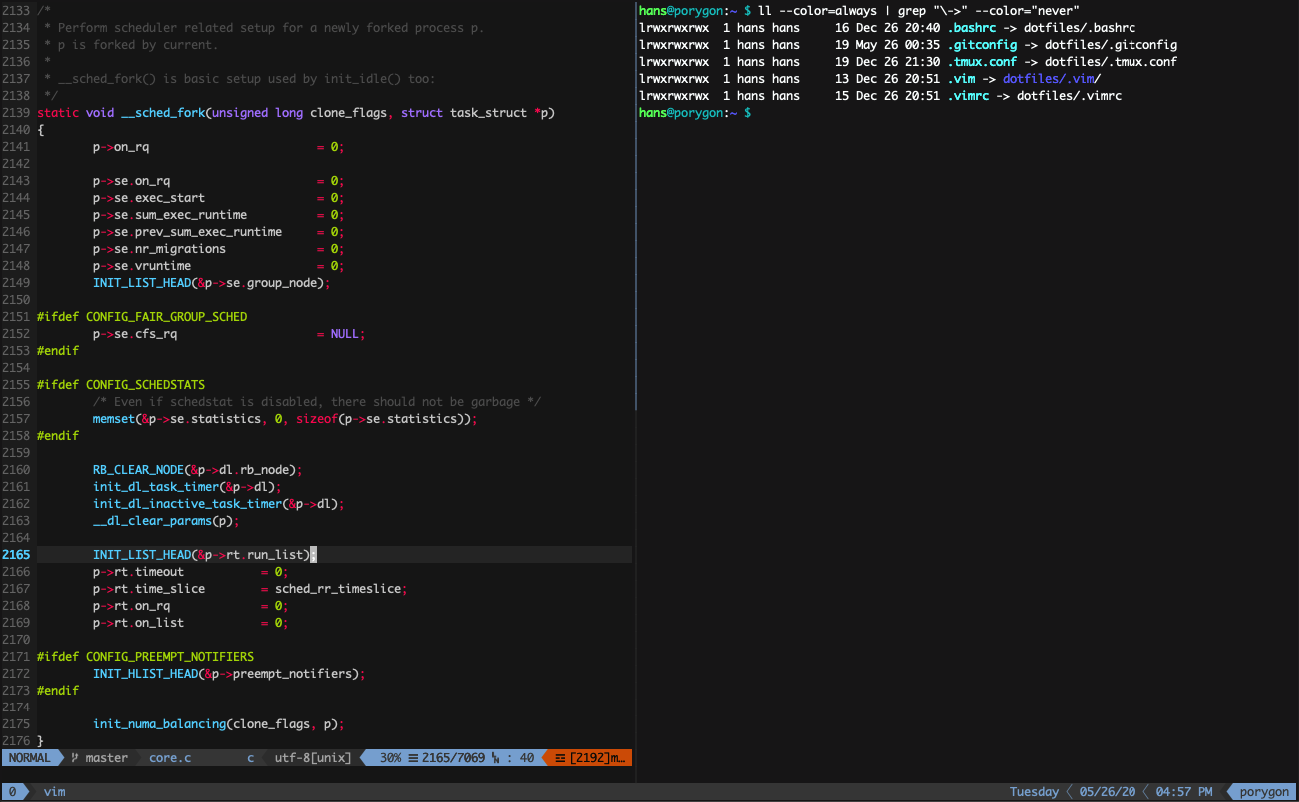 2133 /*
2134  * Perform scheduler related setup for a newly forked process p.
2135  * p is forked by current.
2136  *
2137  * __sched_fork() is basic setup used by init_idle() too:
2138  */
2139 static void __sched_fork(unsigned long clone_flags, struct task_struct *p)
2140 {
2141         p->on_rq                        = 0;
2142
2143         p->se.on_rq                     = 0;
2144         p->se.exec_start                = 0;
2145         p->se.sum_exec_runtime          = 0;
2146         p->se.prev_sum_exec_runtime     = 0;
2147         p->se.nr_migrations             = 0;
2148         p->se.vruntime                  = 0;
2149         INIT_LIST_HEAD(&p->se.group_node);
2150
2151 #ifdef CONFIG_FAIR_GROUP_SCHED
2152         p->se.cfs_rq                    = NULL;
2153 #endif
2154
2155 #ifdef CONFIG_SCHEDSTATS
2156         /* Even if schedstat is disabled, there should not be garbage */
2157         memset(&p->se.statistics, 0, sizeof(p->se.statistics));
2158 #endif
2159
2160         RB_CLEAR_NODE(&p->dl.rb_node);
2161         init_dl_task_timer(&p->dl);
2162         init_dl_inactive_task_timer(&p->dl);
2163         __dl_clear_params(p);
2164
2165         INIT_LIST_HEAD(&p->rt.run_list);
2166         p->rt.timeout           = 0;
2167         p->rt.time_slice        = sched_rr_timeslice;
2168         p->rt.on_rq             = 0;
2169         p->rt.on_list           = 0;
2170
2171 #ifdef CONFIG_PREEMPT_NOTIFIERS
2172         INIT_HLIST_HEAD(&p->preempt_notifiers);
2173 #endif
2174
2175         init_numa_balancing(clone_flags, p);
2176 }
NORMAL master core.c c utf-8[unix] 30% ☰ 2165/7069 ㏑ : 40 ☲ [2192]m…
hans@porygon:~ $ ll --color=always | grep "\->" --color="never"
lrwxrwxrwx  1 hans hans     16 Dec 26 20:40 .bashrc -> dotfiles/.bashrc
lrwxrwxrwx  1 hans hans     19 May 26 00:35 .gitconfig -> dotfiles/.gitconfig
lrwxrwxrwx  1 hans hans     19 Dec 26 21:30 .tmux.conf -> dotfiles/.tmux.conf
lrwxrwxrwx  1 hans hans     13 Dec 26 20:51 .vim -> dotfiles/.vim/
lrwxrwxrwx  1 hans hans     15 Dec 26 20:51 .vimrc -> dotfiles/.vimrc
hans@porygon:~ $
0 vim Tuesday 05/26/20 04:57 PM porygon